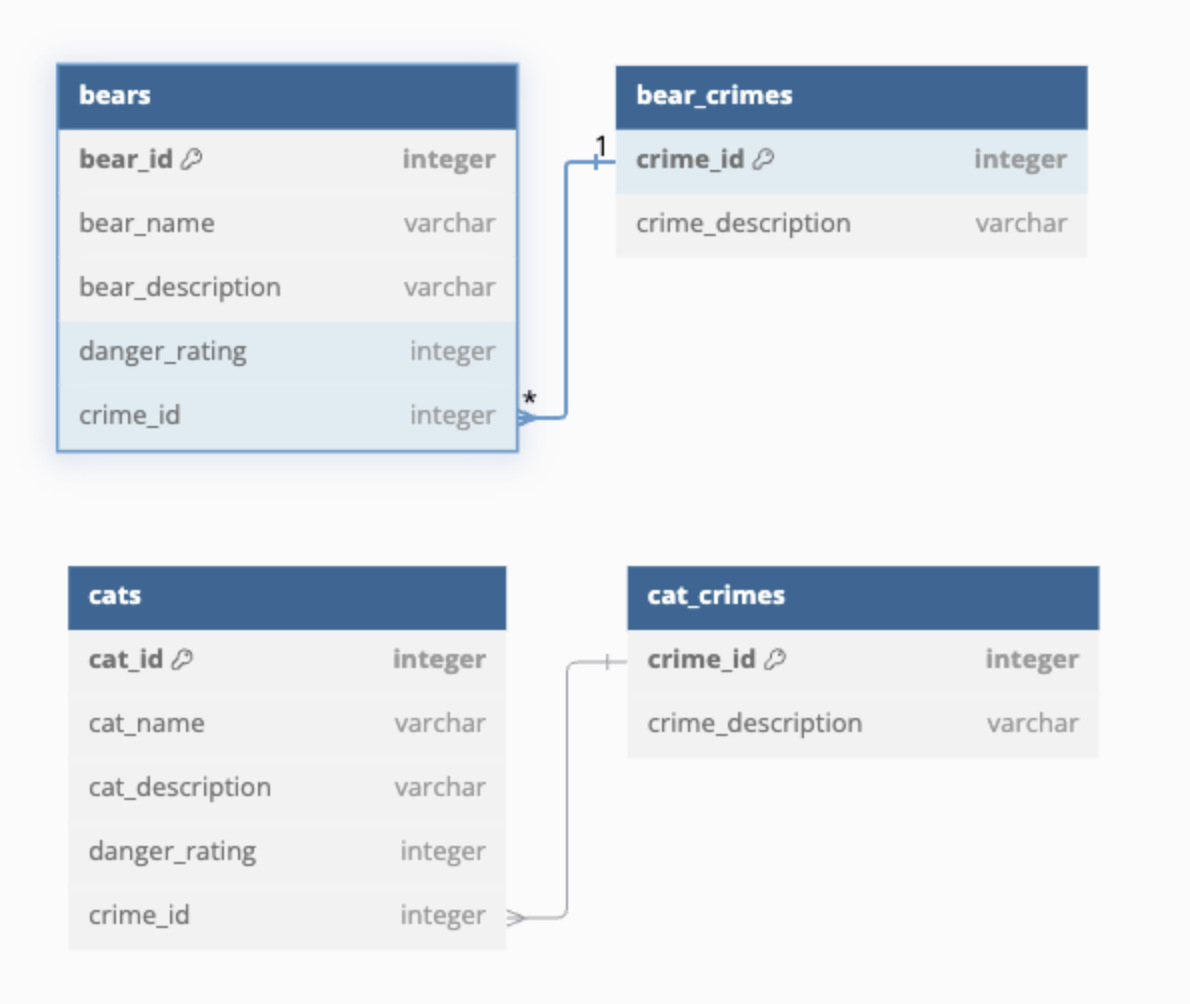 bears
bear_id integer
bear_name varchar
bear_description varchar
danger_rating integer
crime_id integer
*
1
bear_crimes
crime_id integer
crime_description varchar
cats
cat_id integer
cat_name varchar
cat_description varchar
danger_rating integer
crime_id integer
cat_crimes
crime_id integer
crime_description varchar